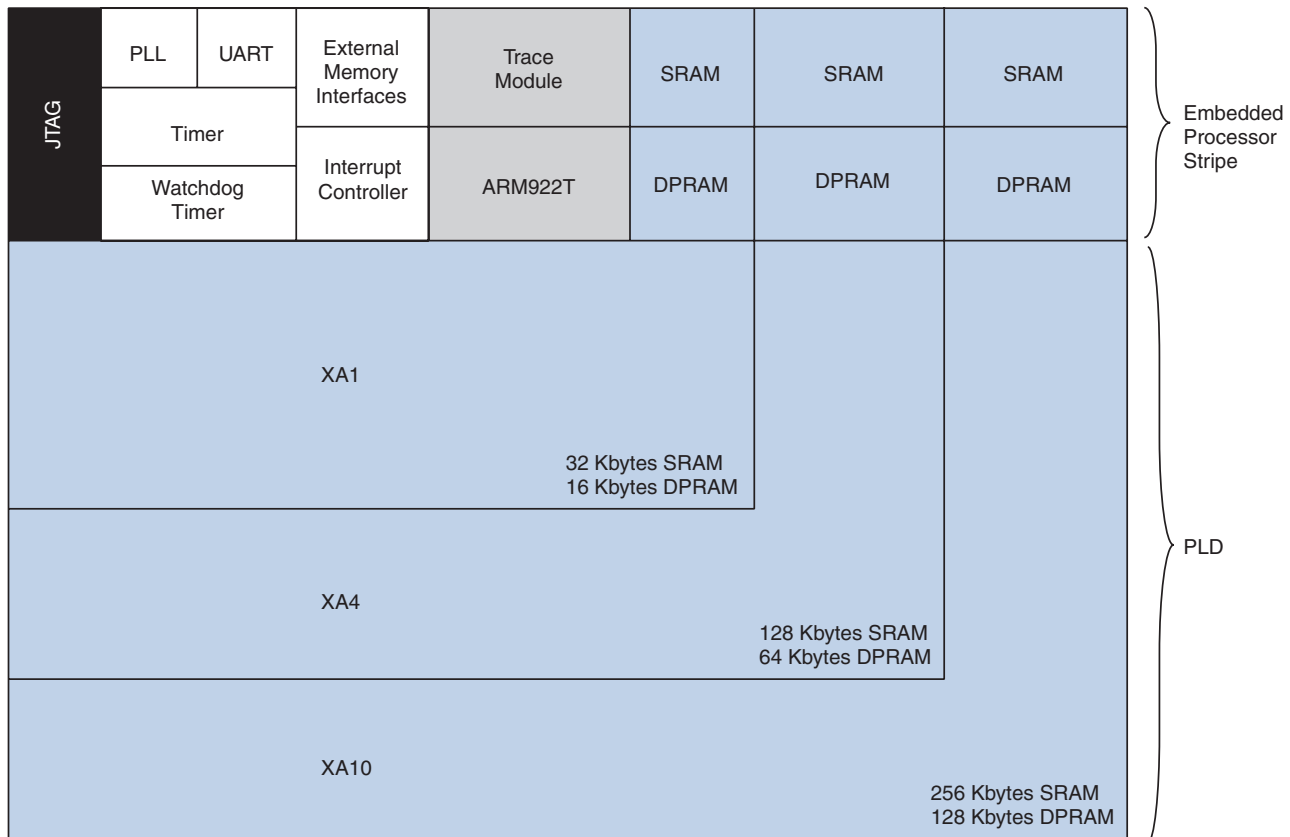 JTAG
PLL
UART
External
Memory
Interfaces
Trace
Module
SRAM
SRAM
SRAM
Timer
Watchdog
Timer
Interrupt
Controller
ARM922T
DPRAM
DPRAM
DPRAM
Embedded
Processor
Stripe
XA1
32 Kbytes SRAM
16 Kbytes DPRAM
PLD
XA4
128 Kbytes SRAM
64 Kbytes DPRAM
XA10
256 Kbytes SRAM
128 Kbytes DPRAM